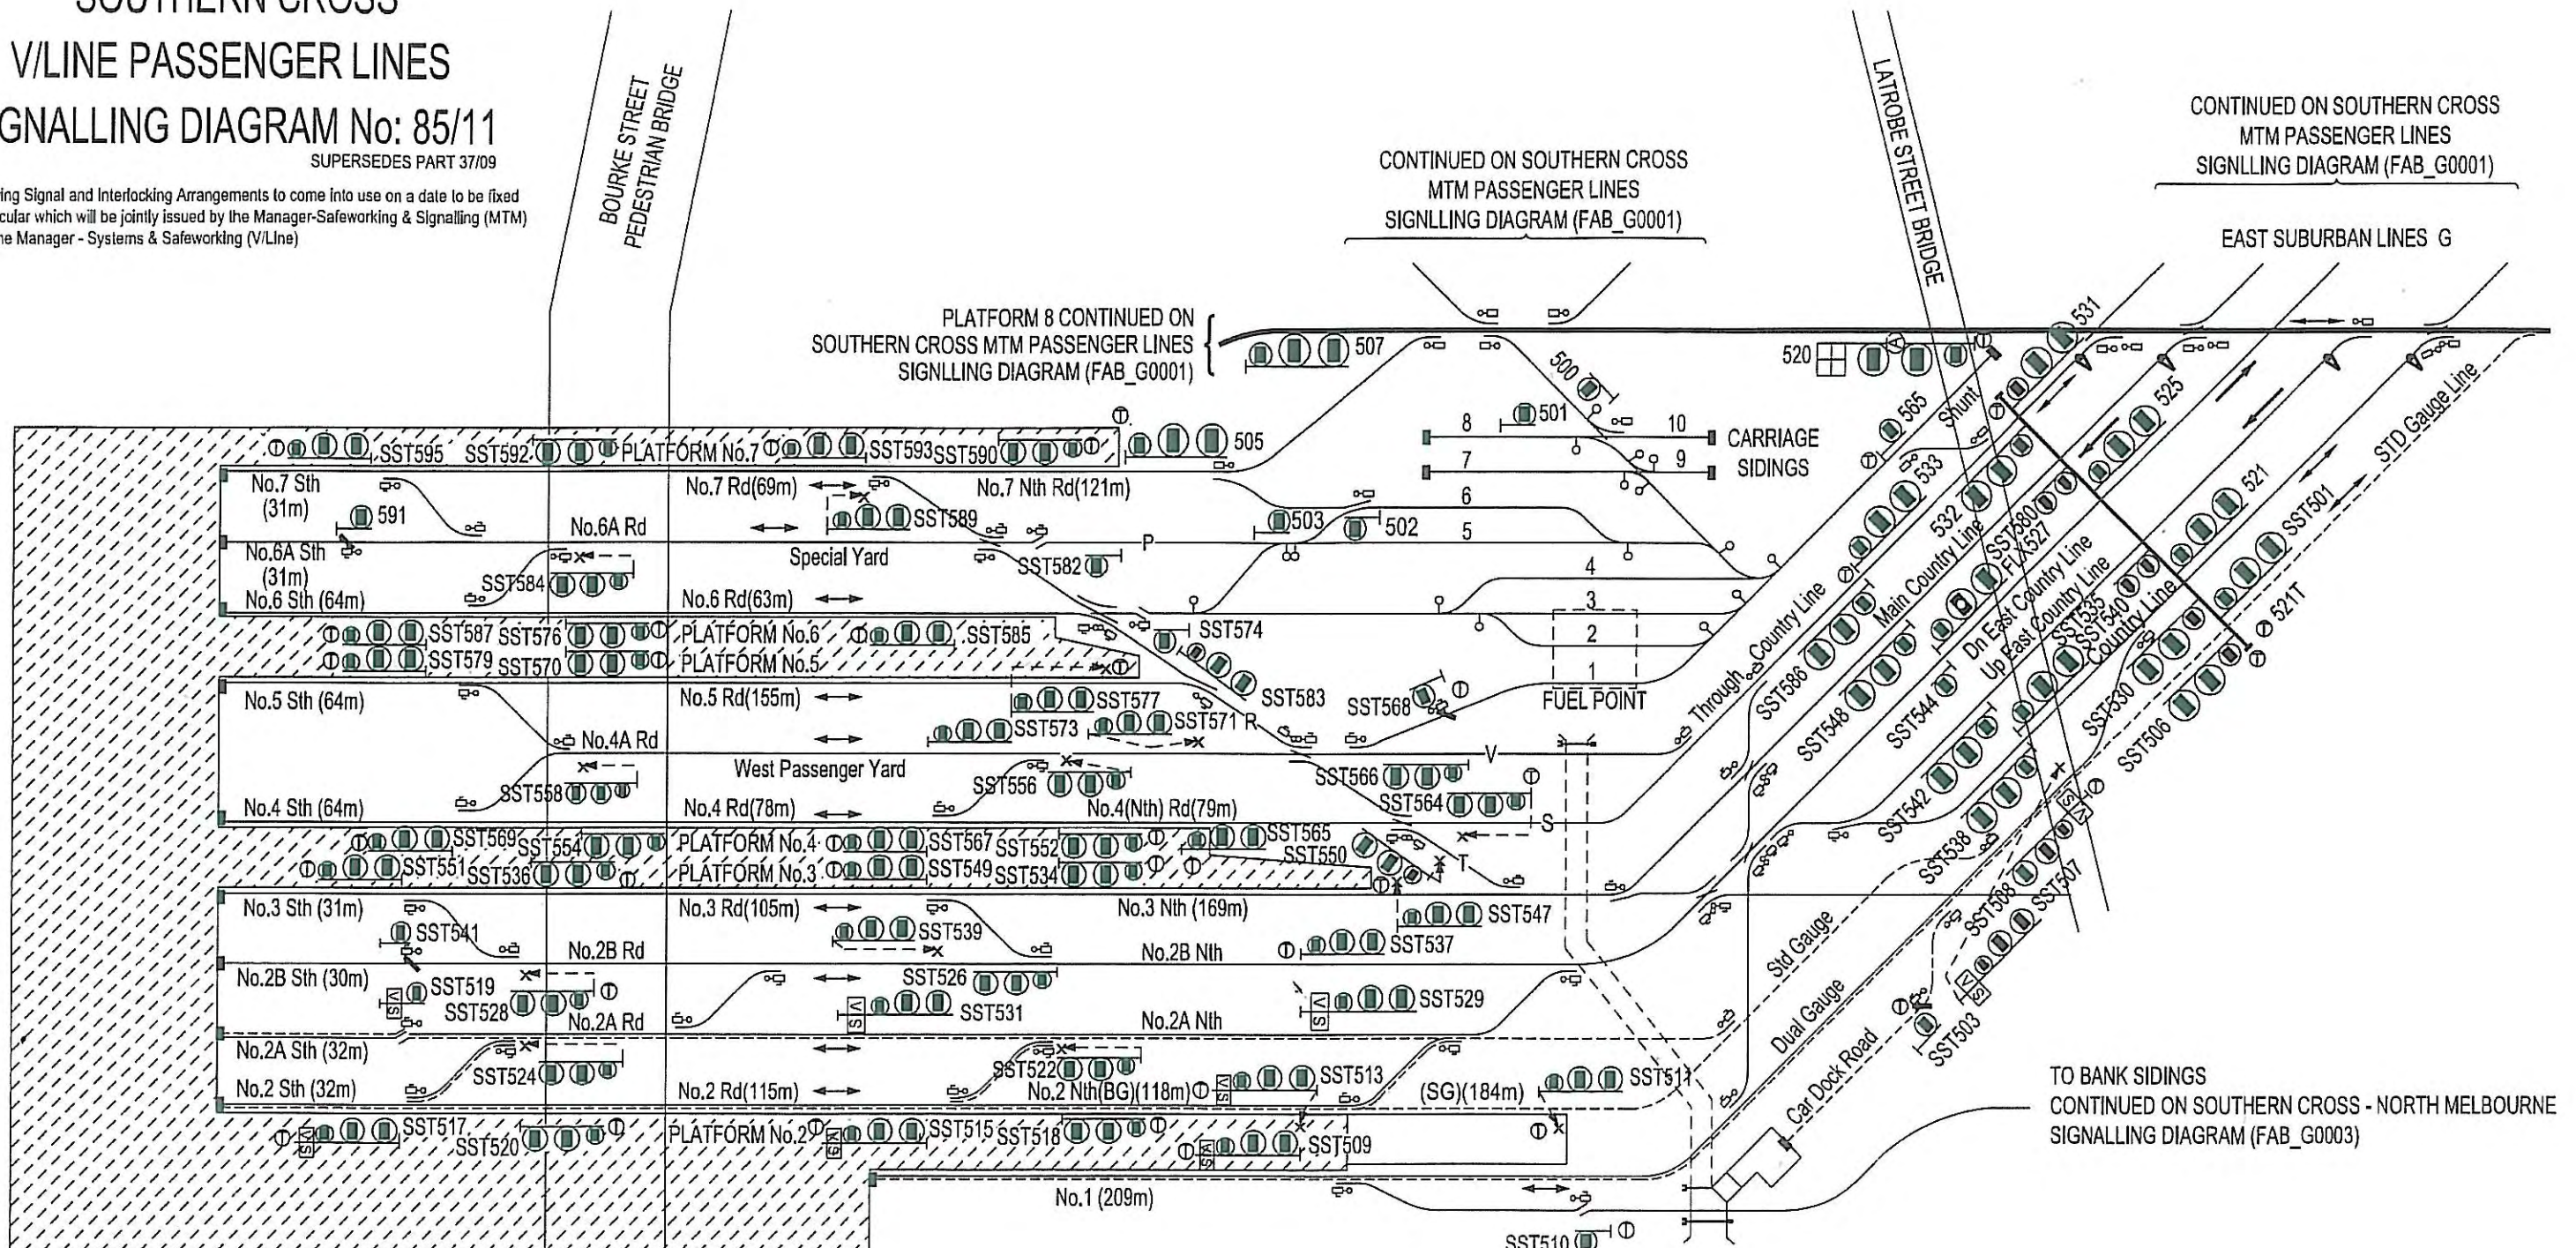 SOUTHERN CROSS
V/LINE PASSENGER LINES
GNALLING DIAGRAM No: 85/11
SUPERSEDES PART 37/09
ing Signal and Interlocking Arrangements to come into use on a date to be fixed
cular which will be jointly issued by the Manager-Safeworking & Signalling (MTM)
ne Manager - Systems & Safeworking (V/Line)
BOURKE STREET
PEDESTRIAN BRIDGE
CONTINUED ON SOUTHERN CROSS
MTM PASSENGER LINES
SIGNLLING DIAGRAM (FAB_G0001)
LATROBE STREET BRIDGE
CONTINUED ON SOUTHERN CROSS
MTM PASSENGER LINES
SIGNLLING DIAGRAM (FAB_G0001)
EAST SUBURBAN LINES G
PLATFORM 8 CONTINUED ON
SOUTHERN CROSS MTM PASSENGER LINES
SIGNLLING DIAGRAM (FAB_G0001)
507
500
520 A
531
565
Shunt
525
STD Gauge Line
501
8 10 CARRIAGE
7 9 SIDINGS
SST595 SST592 PLATFORM No.7 SST593 SST590 505
No.7 Sth
(31m)
No.7 Rd(69m)
No.7 Nth Rd(121m)
6
591
No.6A Rd
SST589
503
502
5
533
532
SST580
FLX527
521
SST501
No.6A Sth
(31m)
Special Yard
P
SST582
SST584
4
No.6 Sth (64m)
No.6 Rd(63m)
3
Through Country Line
Main Country Line
Dn East Country Line
Up East Country Line
SST535
SST540
Country Line
521T
SST587 SST576 PLATFORM No.6 SST585 SST574
2
SST579 SST570 PLATFORM No.5
SST583
1
FUEL POINT
No.5 Sth (64m)
No.5 Rd(155m)
SST577
SST568
SST573
SST571 R
SST586
SST548
SST544
SST530
SST506
No.4A Rd
V
West Passenger Yard
SST558
SST556
SST566
SST564
No.4 Sth (64m)
No.4 Rd(78m)
No.4(Nth) Rd(79m)
S
SST542
SST538
SST569 SST554 PLATFORM No.4 SST567 SST552 SST565
SST550
SST551 SST536 PLATFORM No.3 SST549 SST534
T
VS
SST508
SST507
No.3 Sth (31m)
No.3 Rd(105m)
No.3 Nth (169m)
SST547
SST541
SST539
SST537
No.2B Rd
No.2B Nth
Std Gauge
No.2B Sth (30m)
SST526
VS
SST519
SST528
VS
SST531
VS
SST529
VS
No.2A Rd
No.2A Nth
Dual Gauge
SST503
No.2A Sth (32m)
SST524
SST522
VS
SST513
SST511
No.2 Sth (32m)
No.2 Rd(115m)
No.2 Nth(BG)(118m)
(SG)(184m)
Car Dock Road
VS
SST517
SST520
PLATFORM No.2
VS
SST515
SST518
VS
SST509
TO BANK SIDINGS
CONTINUED ON SOUTHERN CROSS - NORTH MELBOURNE
SIGNALLING DIAGRAM (FAB_G0003)
No.1 (209m)
SST510